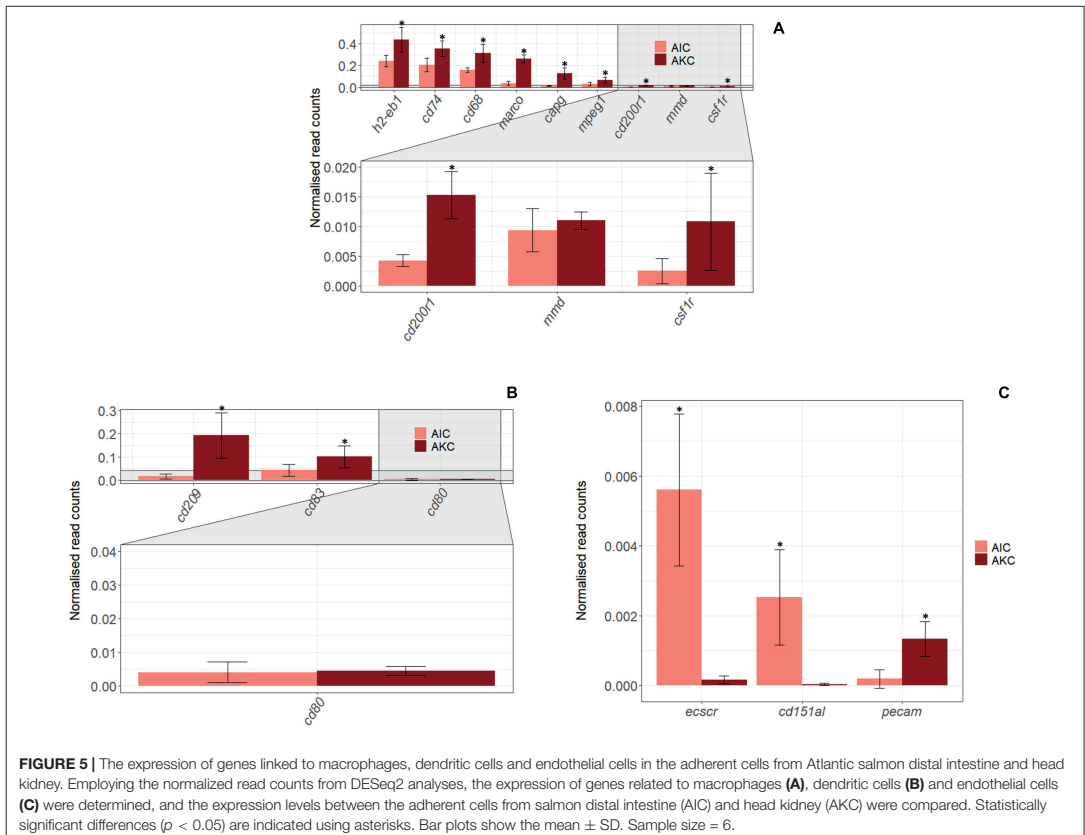 A
Normalised read counts
0.4
0.2
0.0
* * * * * * * *
AIC
AKC
h2-eb1 cd74 cd68 marco capg mpeg1 cd200r1 mmd csf1r
0.020
0.015
0.010
0.005
0.000
* *
cd200r1 mmd csf1r
B
Normalised read counts
0.3
0.2
0.1
0.0
* *
AIC
AKC
cd209 cd83 cd80
0.04
0.03
0.02
0.01
0.00
cd80
C
Normalised read counts
0.008
0.006
0.004
0.002
0.000
* * *
ecscr cd151al pecam
AIC
AKC
FIGURE 5 | The expression of genes linked to macrophages, dendritic cells and endothelial cells in the adherent cells from Atlantic salmon distal intestine and head
kidney. Employing the normalized read counts from DESeq2 analyses, the expression of genes related to macrophages (A), dendritic cells (B) and endothelial cells
(C) were determined, and the expression levels between the adherent cells from salmon distal intestine (AIC) and head kidney (AKC) were compared. Statistically
significant differences (p < 0.05) are indicated using asterisks. Bar plots show the mean ± SD. Sample size = 6.